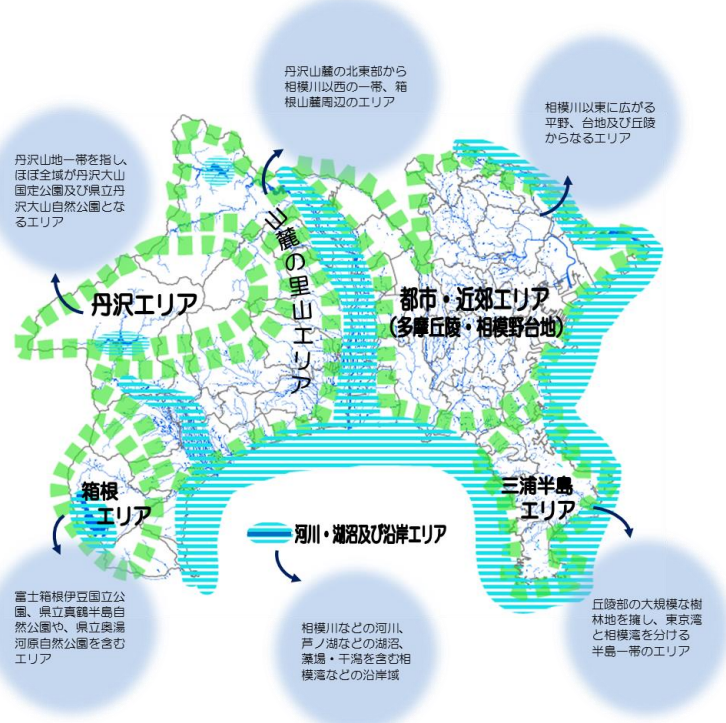 丹沢山麓の北東部から
相模川以西の一帯、箱
根山麓周辺のエリア
相模川以東に広がる
平野、台地及び丘陵
からなるエリア
丹沢山地一帯を指し、
ほぼ全域が丹沢大山
国定公園及び県立丹
沢大山自然公園とな
るエリア
山麓の里山エリア
丹沢エリア
都市・近郊エリア
（多摩丘陵・相模野台地）
箱根
エリア
三浦半島
エリア
河川・湖沼及び沿岸エリア
富士箱根伊豆国立公
園、県立真鶴半島自
然公園や、県立奥湯
河原自然公園を含む
エリア
相模川などの河川、
芦ノ湖などの湖沼、
藻場・干潟を含む相
模湾などの沿岸域
丘陵部の大規模な樹
林地を擁し、東京湾
と相模湾を分ける
半島一帯のエリア